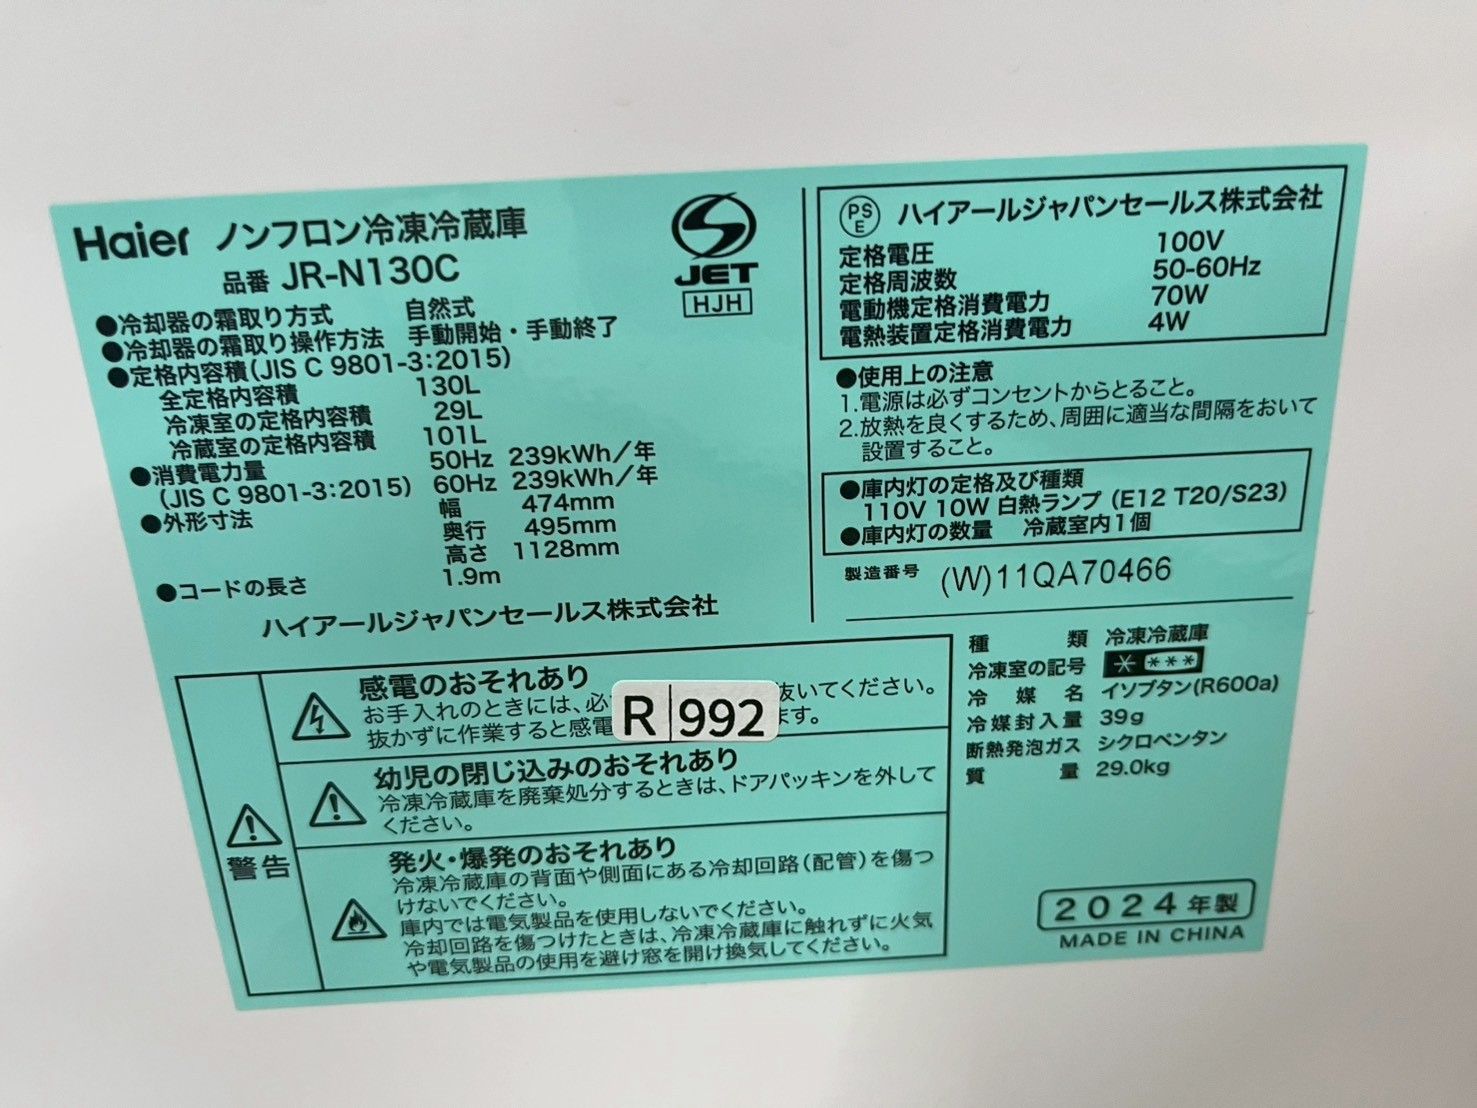 Haier ノンフロン冷凍冷蔵庫
品番 JR-N130C
●冷却器の霜取り方式 自然式
●冷却器の霜取り操作方法 手動開始・手動終了
●定格内容積(JIS C 9801-3:2015)
全定格内容積 130L
冷凍室の定格内容積 29L
冷蔵室の定格内容積 101L
●消費電力量 50Hz 239kWh/年
(JIS C 9801-3:2015) 60Hz 239kWh/年
●外形寸法 幅 474mm
奥行 495mm
高さ 1128mm
●コードの長さ 1.9m
ハイアールジャパンセールス株式会社
S
JET
HJH
PSE ハイアールジャパンセールス株式会社
定格電圧 100V
定格周波数 50-60Hz
電動機定格消費電力 70W
電熱装置定格消費電力 4W
●使用上の注意
1.電源は必ずコンセントからとること。
2.放熱を良くするため、周囲に適当な間隔をおいて
設置すること。
●庫内灯の定格及び種類
110V 10W 白熱ランプ (E12 T20/S23)
●庫内灯の数量 冷蔵室内1個
製造番号 (W)11QA70466
警告
感電のおそれあり
お手入れのときには、必 抜いてください。
抜かずに作業すると感電 ます。
R 992
幼児の閉じ込みのおそれあり
冷凍冷蔵庫を廃棄処分するときは、ドアパッキンを外して
ください。
発火・爆発のおそれあり
冷凍冷蔵庫の背面や側面にある冷却回路(配管)を傷つ
けないでください。
庫内では電気製品を使用しないでください。
冷却回路を傷つけたときは、冷凍冷蔵庫に触れずに火気
や電気製品の使用を避け窓を開け換気してください。
種類 冷凍冷蔵庫
冷凍室の記号 * ***
冷媒名 イソブタン(R600a)
冷媒封入量 39g
断熱発泡ガス シクロペンタン
質量 29.0kg
2024年製
MADE IN CHINA